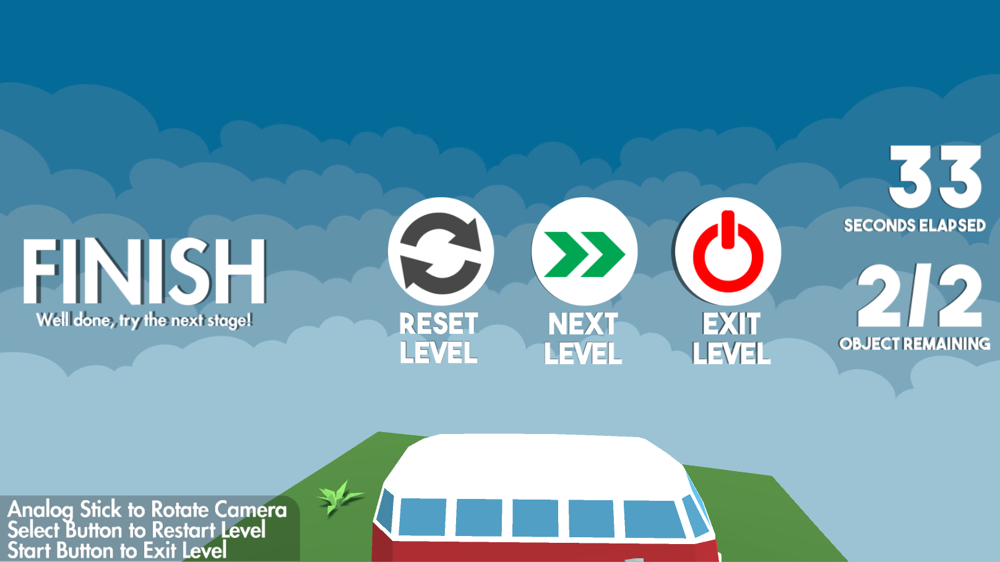 FINISH
Well done, try the next stage!
RESET
LEVEL
NEXT
LEVEL
EXIT
LEVEL
33
SECONDS ELAPSED
2/2
OBJECT REMAINING
Analog Stick to Rotate Camera
Select Button to Restart Level
Start Button to Exit Level